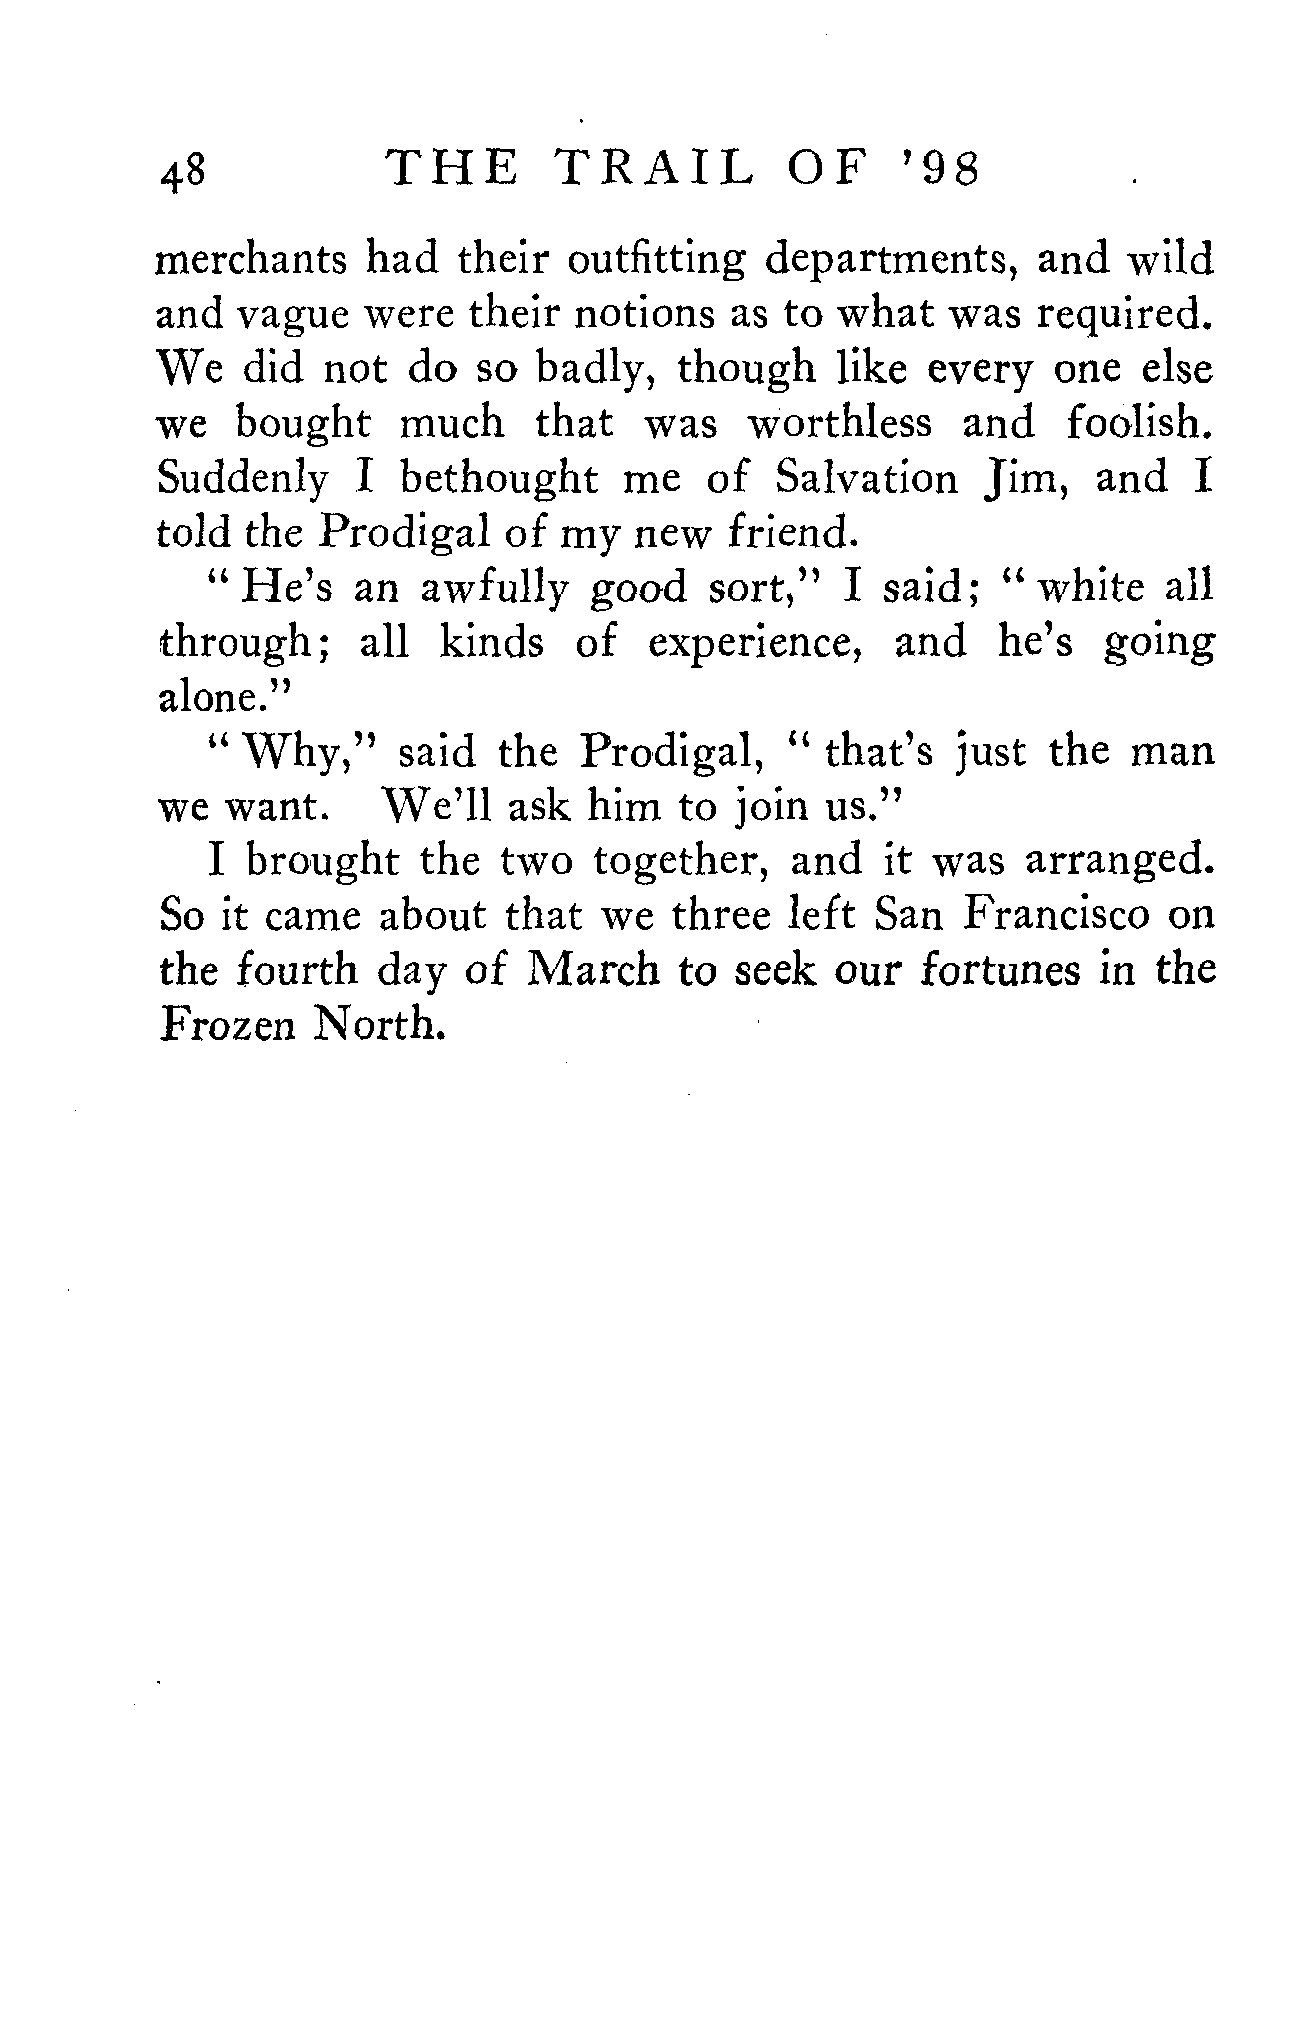 48 THE TRAIL OF ’98
merchants had their outfitting departments, and wild
and vague were their notions as to what was required.
We did not do so badly, though like every one else
we bought much that was worthless and foolish.
Suddenly I bethought me of Salvation Jim, and I
told the Prodigal of my new friend.
“ He’s an awfully good sort,” I said; “ white all
through; all kinds of experience, and he’s going
alone.”
“ Why,” said the Prodigal, “ that’s just the man
we want. We’ll ask him to join us.”
I brought the two together, and it was arranged.
So it came about that we three left San Francisco on
the fourth day of March to seek our fortunes in the
Frozen North.